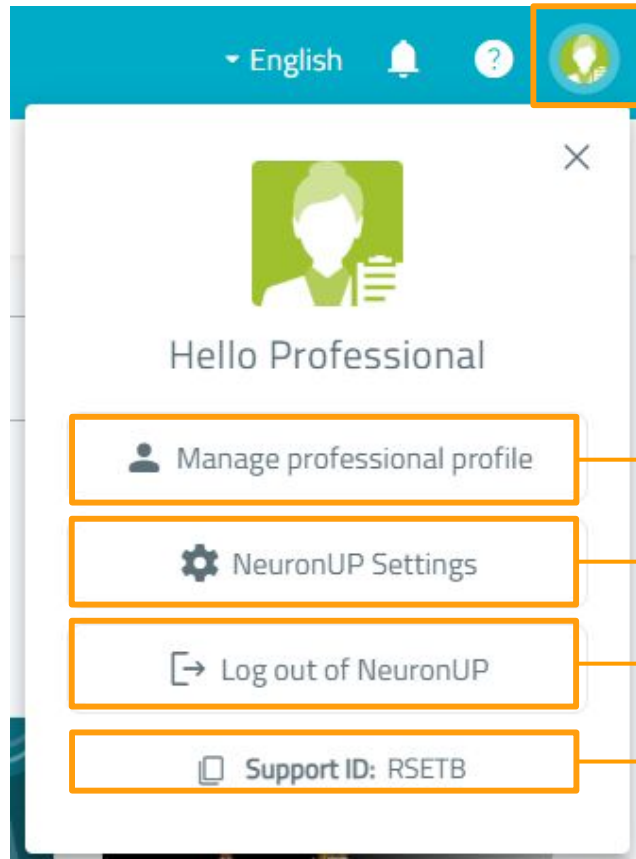 English
?
Hello Professional
Manage professional profile
NeuronUP Settings
Log out of NeuronUP
Support ID: RSETB